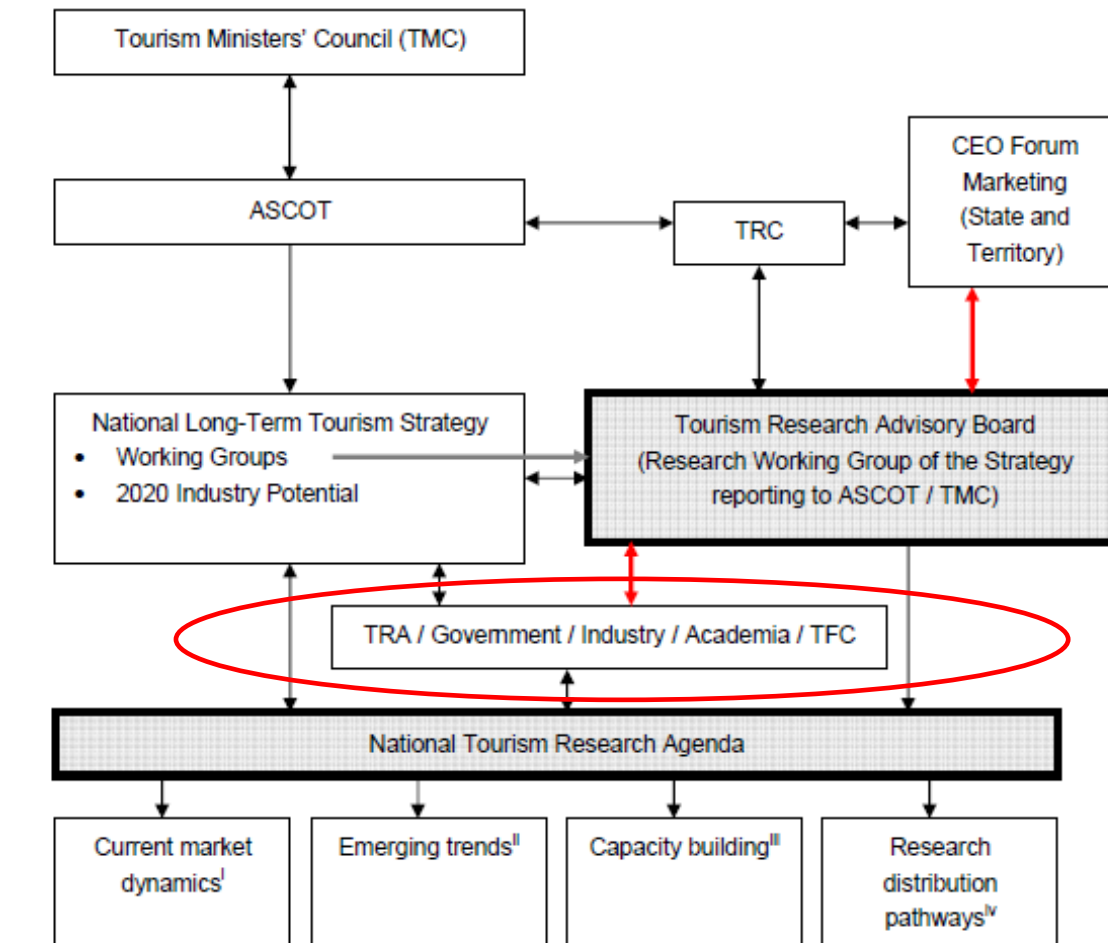 Tourism Ministers' Council (TMC)
CEO Forum
Marketing
(State and
Territory)
ASCOT
TRC
National Long-Term Tourism Strategy
• Working Groups
• 2020 Industry Potential
Tourism Research Advisory Board
(Research Working Group of the Strategy
reporting to ASCOT / TMC)
TRA / Government / Industry / Academia / TFC
National Tourism Research Agenda
Current market
dynamicsⁱ
Emerging trendsⁱⁱ
Capacity buildingⁱⁱⁱ
Research
distribution
pathwaysⁱᵛ